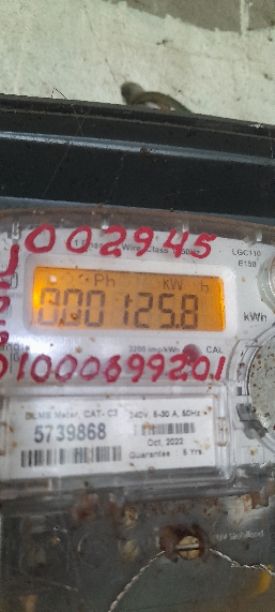 002945
LGC110
E150
Ph kW h
000125.8
kWh
3200 imp/kWh CAL
01000699201
DLMS Meter, CAT- C3 240V, 5-30 A, 50Hz
5739868
Oct, 2022
Guarantee 5 Yrs